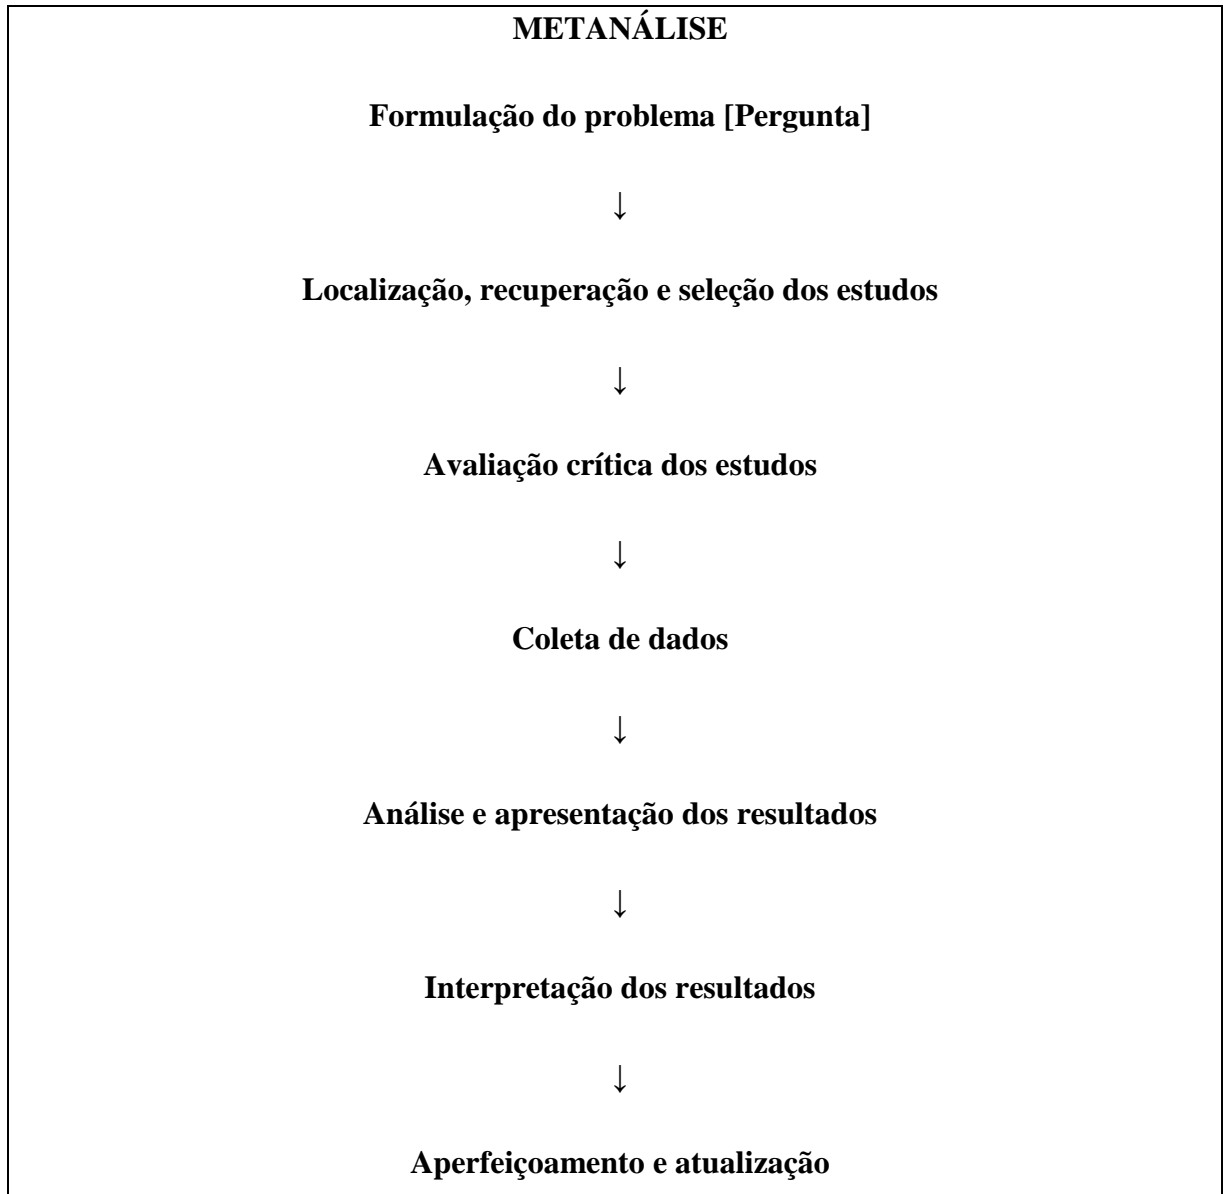 METANÁLISE
Formulação do problema [Pergunta]
↓
Localização, recuperação e seleção dos estudos
↓
Avaliação crítica dos estudos
↓
Coleta de dados
↓
Análise e apresentação dos resultados
↓
Interpretação dos resultados
↓
Aperfeiçoamento e atualização